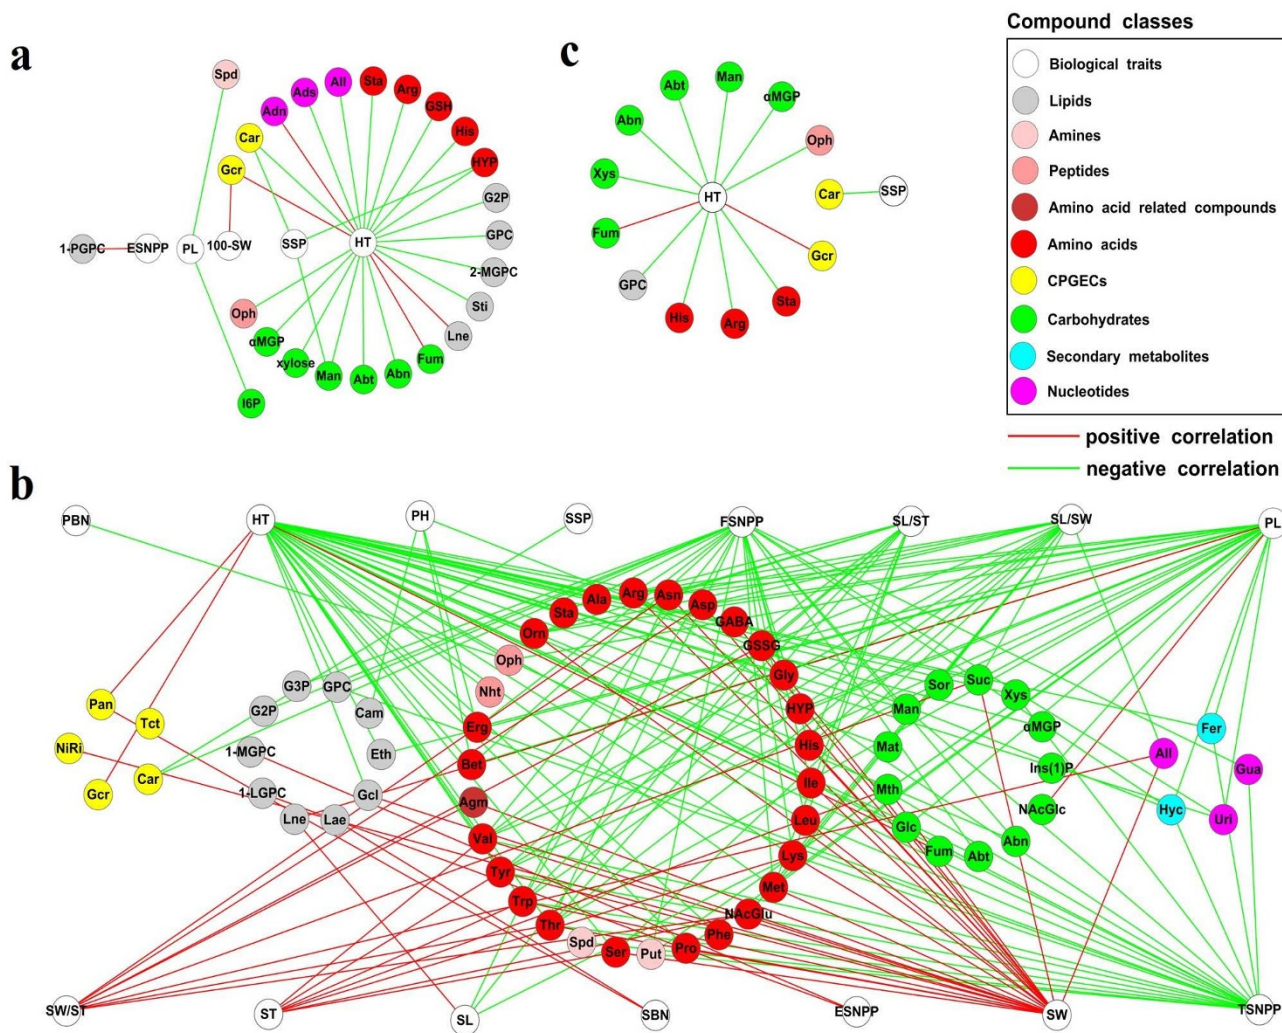 a
Spd
Adn
Ads
All
Sta
Arg
GSH
His
HYP
Car
Gcr
G2P
GPC
2-MGPC
Sti
Lne
Fum
Abn
Abt
Man
xylose
αMGP
Oph
1-PGPC
ESNPP
PL
100-SW
SSP
HT
I6P
c
Abt
Man
αMGP
Abn
Oph
Xys
Car
SSP
HT
Fum
Gcr
GPC
His
Arg
Sta
Compound classes
Biological traits
Lipids
Amines
Peptides
Amino acid related compounds
Amino acids
CPGECs
Carbohydrates
Secondary metabolites
Nucleotides
positive correlation
negative correlation
b
PBN
HT
PH
SSP
FSNPP
SL/ST
SL/SW
PL
Orn
Sta
Ala
Arg
Asn
Asp
GABA
GSSG
Gly
HYP
His
Ile
Leu
Lys
Met
NAcGlu
Phe
Pro
Put
Ser
Spd
Thr
Trp
Tyr
Val
Agm
Bet
Erg
Nht
Oph
Pan
Tct
NiRi
Car
Gcr
G3P
GPC
G2P
Cam
1-MGPC
Eth
1-LGPC
Gcl
Lne
Lae
Man
Sor
Suc
Xys
αMGP
Mat
Ins(1)P
Mth
NAcGlc
Glc
Fum
Abt
Abn
Fer
All
Gua
Hyc
Uri
SW/ST
ST
SL
SBN
ESNPP
SW
TSNPP